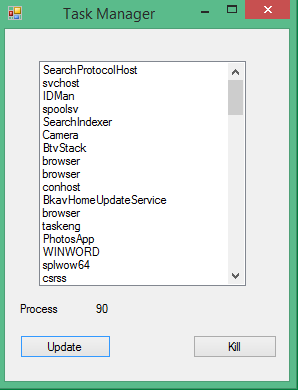 Task Manager
SearchProtocolHost
svchost
IDMan
spoolsv
SearchIndexer
Camera
BtvStack
browser
browser
conhost
BkavHomeUpdateService
browser
taskeng
PhotosApp
WINWORD
splwow64
csrss
Process 90
Update Kill